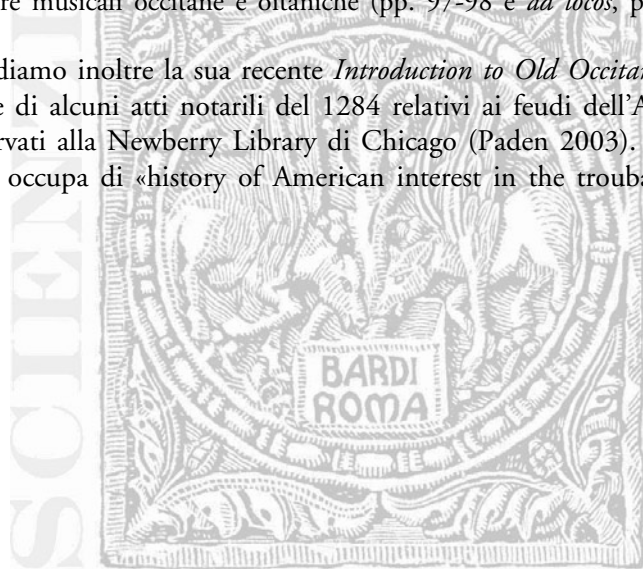 re musicali occitane e oitaniche (pp. 97-98 e ad locos, p
diamo inoltre la sua recente Introduction to Old Occita
e di alcuni atti notarili del 1284 relativi ai feudi dell'A
rvati alla Newberry Library di Chicago (Paden 2003).
occupa di «history of American interest in the trouba
SCIENZ
BARDI
ROMA